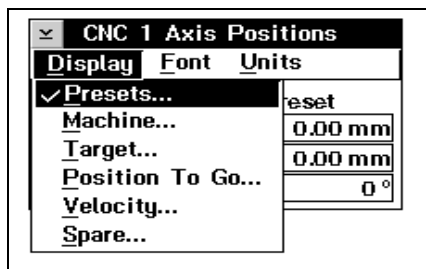 CNC 1 Axis Positions
Display Font Units
✓Presets...
Machine...
Target...
Position To Go...
Velocity...
Spare...
reset
0.00 mm
0.00 mm
0 °